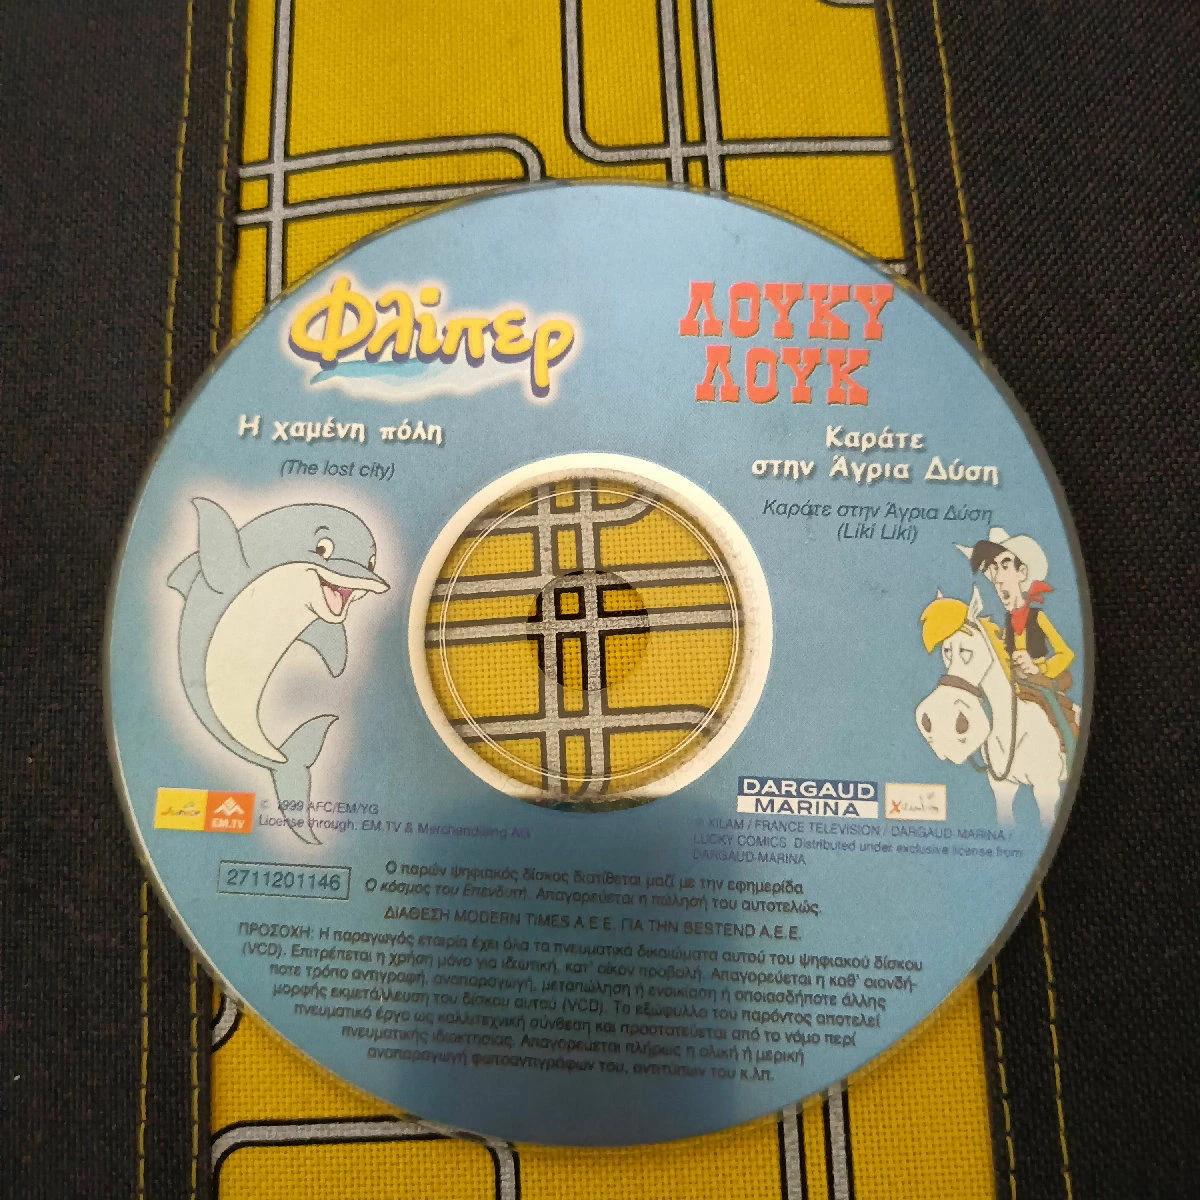 Φλίπερ
Η χαμένη πόλη
(The lost city)
ΛΟΥΚΥ
ΛΟΥΚ
Καράτε
στην Άγρια Δύση
Καράτε στην Άγρια Δύση
(Liki Liki)
Junior
EM.TV
© 1999 AFC/EM/YG
License through: EM.TV & Merchandising AG
DARGAUD
MARINA
© XILAM / FRANCE TELEVISION / DARGAUD MARINA /
LUCKY COMICS. Distributed under exclusive license from
DARGAUD-MARINA
2711201146
Ο παρών ψηφιακός δίσκος διατίθεται μαζί με την εφημερίδα
Ο κόσμος του Επενδυτή. Απαγορεύεται η πώλησή του αυτοτελώς.
ΔΙΑΘΕΣΗ MODERN TIMES A.E.E. ΓΙΑ ΤΗΝ BESTEND A.E.E.
ΠΡΟΣΟΧΗ: Η παραγωγός εταιρία έχει όλα τα πνευματικά δικαιώματα αυτού του ψηφιακού δίσκου
(VCD). Επιτρέπεται η χρήση μόνο για ιδιωτική, κατ' οίκον προβολή. Απαγορεύεται η καθ' οιονδή-
ποτε τρόπο αντιγραφή, αναπαραγωγή, μεταπώληση ή ενοικίαση ή οποιασδήποτε άλλης
μορφής εκμετάλλευση του δίσκου αυτού (VCD). Το εξώφυλλο του παρόντος αποτελεί
πνευματικό έργο ως καλλιτεχνική σύνθεση και προστατεύεται από το νόμο περί
πνευματικής ιδιοκτησίας. Απαγορεύεται πλήρως η ολική ή μερική
αναπαραγωγή φωτοαντιγράφων του, αντιτύπων του κ.λπ.